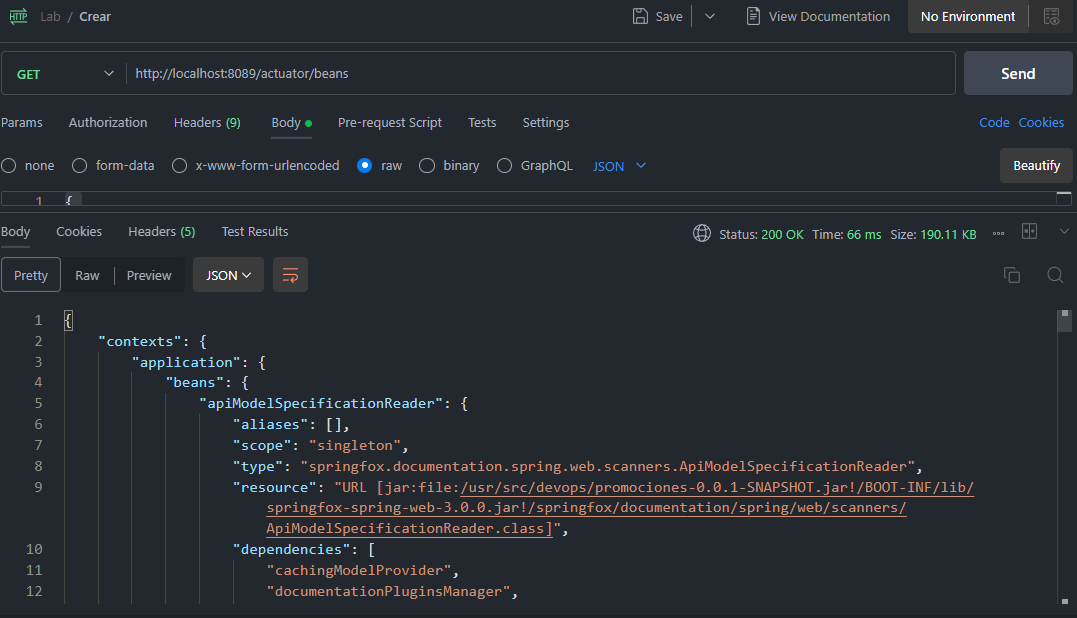 HTTP Lab / Crear Save View Documentation No Environment
GET http://localhost:8089/actuator/beans Send
Params Authorization Headers (9) Body Pre-request Script Tests Settings Code Cookies
none form-data x-www-form-urlencoded raw binary GraphQL JSON Beautify
1 {
Body Cookies Headers (5) Test Results Status: 200 OK Time: 66 ms Size: 190.11 KB
Pretty Raw Preview JSON
1 {
2 "contexts": {
3 "application": {
4 "beans": {
5 "apiModelSpecificationReader": {
6 "aliases": [],
7 "scope": "singleton",
8 "type": "springfox.documentation.spring.web.scanners.ApiModelSpecificationReader",
9 "resource": "URL [jar:file:/usr/src/devops/promociones-0.0.1-SNAPSHOT.jar!/BOOT-INF/lib/
springfox-spring-web-3.0.0.jar!/springfox/documentation/spring/web/scanners/
ApiModelSpecificationReader.class]",
10 "dependencies": [
11 "cachingModelProvider",
12 "documentationPluginsManager",